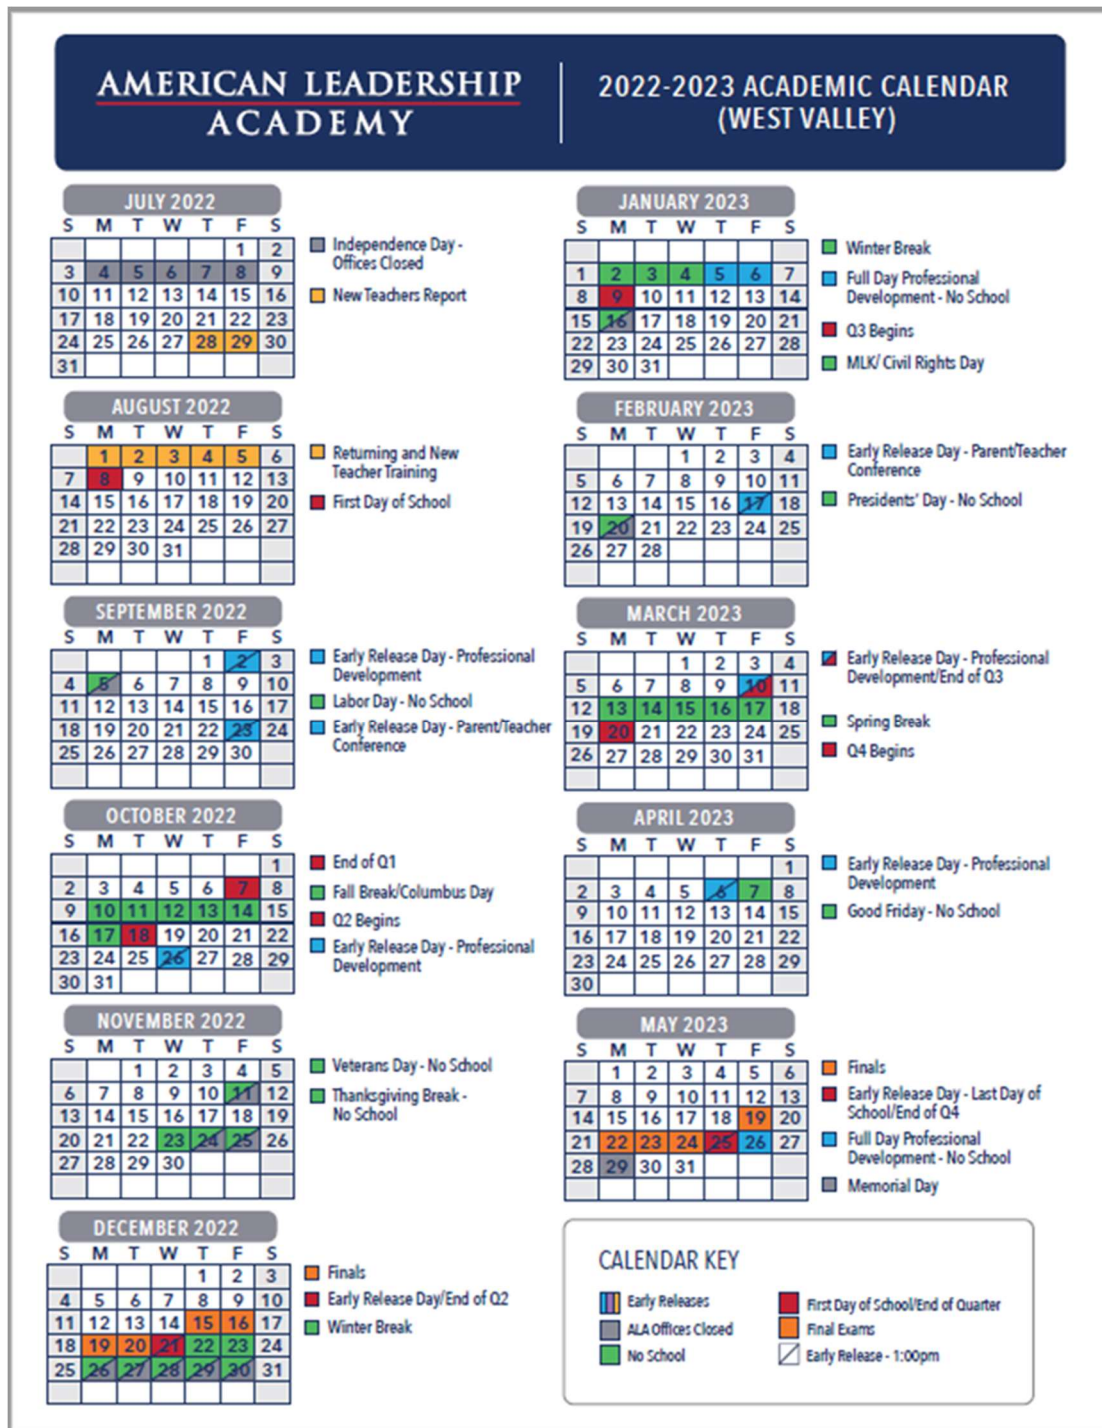 AMERICAN LEADERSHIP
ACADEMY
2022-2023 ACADEMIC CALENDAR
(WEST VALLEY)
JULY 2022
S M T W T F S
1 2
3 4 5 6 7 8 9
10 11 12 13 14 15 16
17 18 19 20 21 22 23
24 25 26 27 28 29 30
31
Independence Day -
Offices Closed
New Teachers Report
AUGUST 2022
S M T W T F S
1 2 3 4 5 6
7 8 9 10 11 12 13
14 15 16 17 18 19 20
21 22 23 24 25 26 27
28 29 30 31
Returning and New
Teacher Training
First Day of School
SEPTEMBER 2022
S M T W T F S
1 2 3
4 5 6 7 8 9 10
11 12 13 14 15 16 17
18 19 20 21 22 23 24
25 26 27 28 29 30
Early Release Day - Professional
Development
Labor Day - No School
Early Release Day - Parent/Teacher
Conference
OCTOBER 2022
S M T W T F S
1
2 3 4 5 6 7 8
9 10 11 12 13 14 15
16 17 18 19 20 21 22
23 24 25 26 27 28 29
30 31
End of Q1
Fall Break/Columbus Day
Q2 Begins
Early Release Day - Professional
Development
NOVEMBER 2022
S M T W T F S
1 2 3 4 5
6 7 8 9 10 11 12
13 14 15 16 17 18 19
20 21 22 23 24 25 26
27 28 29 30
Veterans Day - No School
Thanksgiving Break -
No School
DECEMBER 2022
S M T W T F S
1 2 3
4 5 6 7 8 9 10
11 12 13 14 15 16 17
18 19 20 21 22 23 24
25 26 27 28 29 30 31
Finals
Early Release Day/End of Q2
Winter Break
JANUARY 2023
S M T W T F S
1 2 3 4 5 6 7
8 9 10 11 12 13 14
15 16 17 18 19 20 21
22 23 24 25 26 27 28
29 30 31
Winter Break
Full Day Professional
Development - No School
Q3 Begins
MLK/ Civil Rights Day
FEBRUARY 2023
S M T W T F S
1 2 3 4
5 6 7 8 9 10 11
12 13 14 15 16 17 18
19 20 21 22 23 24 25
26 27 28
Early Release Day - Parent/Teacher
Conference
Presidents' Day - No School
MARCH 2023
S M T W T F S
1 2 3 4
5 6 7 8 9 10 11
12 13 14 15 16 17 18
19 20 21 22 23 24 25
26 27 28 29 30 31
Early Release Day - Professional
Development/End of Q3
Spring Break
Q4 Begins
APRIL 2023
S M T W T F S
1
2 3 4 5 6 7 8
9 10 11 12 13 14 15
16 17 18 19 20 21 22
23 24 25 26 27 28 29
30
Early Release Day - Professional
Development
Good Friday - No School
MAY 2023
S M T W T F S
1 2 3 4 5 6
7 8 9 10 11 12 13
14 15 16 17 18 19 20
21 22 23 24 25 26 27
28 29 30 31
Finals
Early Release Day - Last Day of
School/End of Q4
Full Day Professional
Development - No School
Memorial Day
CALENDAR KEY
Early Releases
ALA Offices Closed
No School
First Day of School/End of Quarter
Final Exams
Early Release - 1:00pm